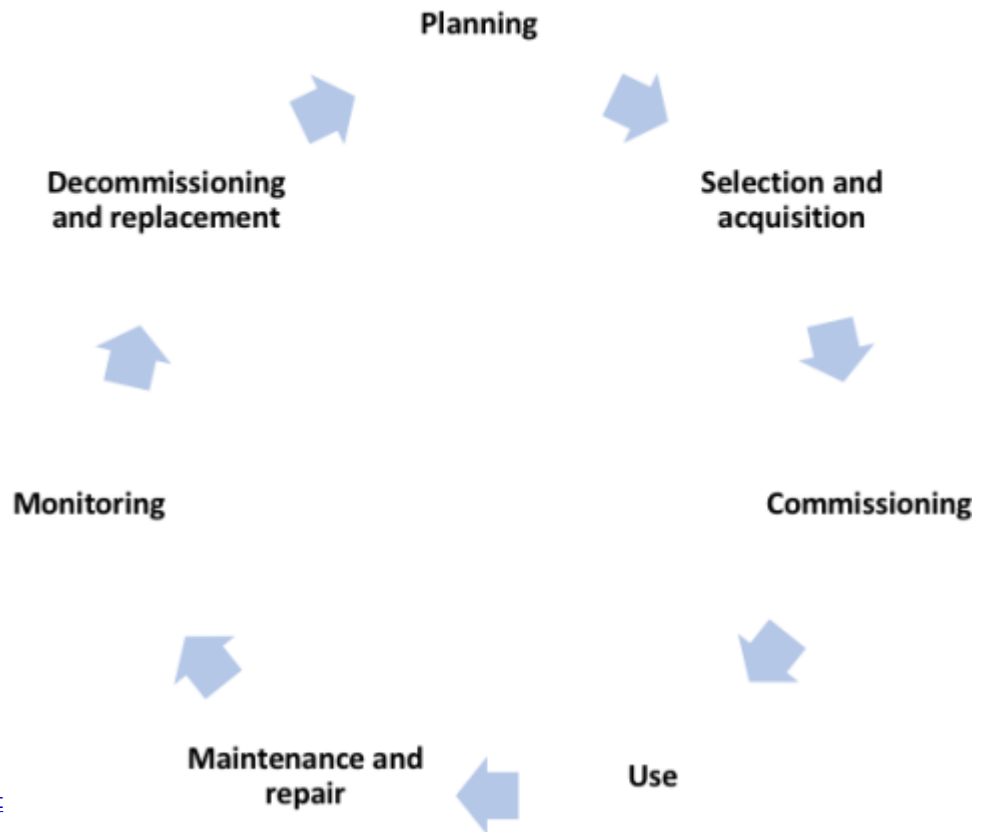 Planning
Selection and
acquisition
Commissioning
Use
Maintenance and
repair
Monitoring
Decommissioning
and replacement